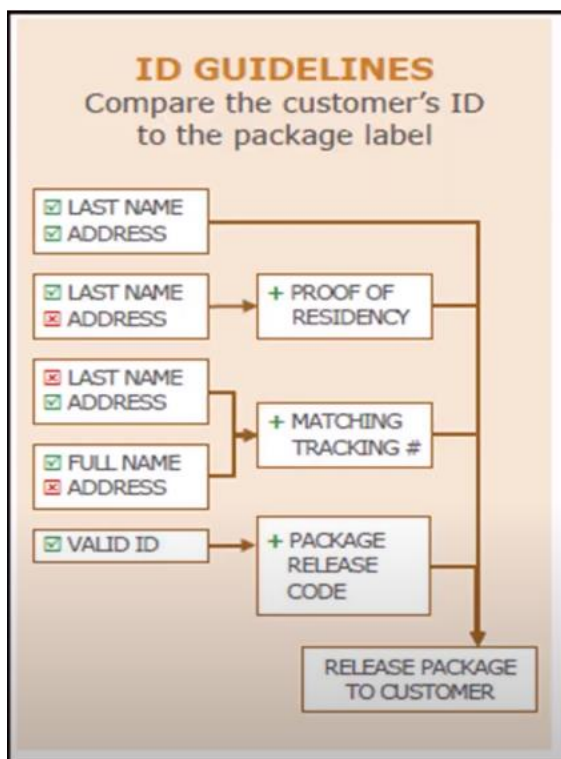 ID GUIDELINES
Compare the customer's ID
to the package label
☑ LAST NAME
☑ ADDRESS
☑ LAST NAME
☒ ADDRESS
+ PROOF OF
RESIDENCY
☒ LAST NAME
☑ ADDRESS
☑ FULL NAME
☒ ADDRESS
+ MATCHING
TRACKING #
☑ VALID ID
+ PACKAGE
RELEASE
CODE
RELEASE PACKAGE
TO CUSTOMER